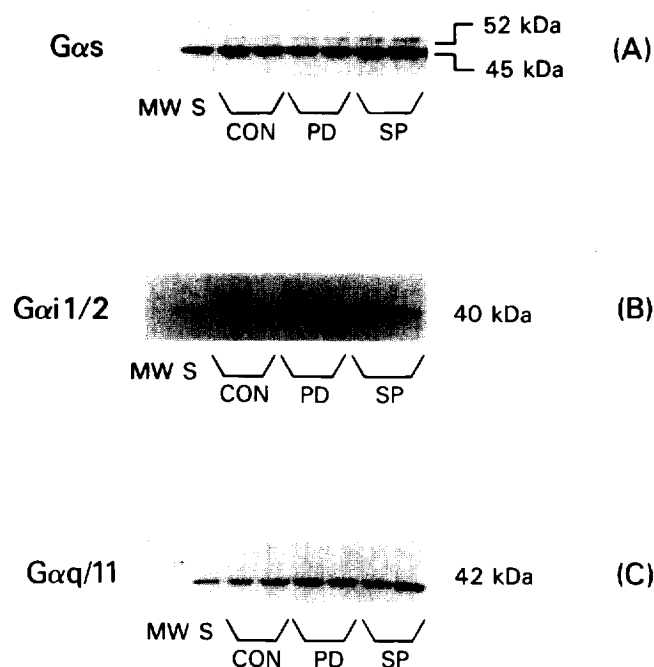 52 kDa
Gαs
(A)
45 kDa
MW S
CON PD SP
Gαi1/2
40 kDa
(B)
MW S
CON PD SP
Gαq/11
42 kDa
(C)
MW S
CON PD SP